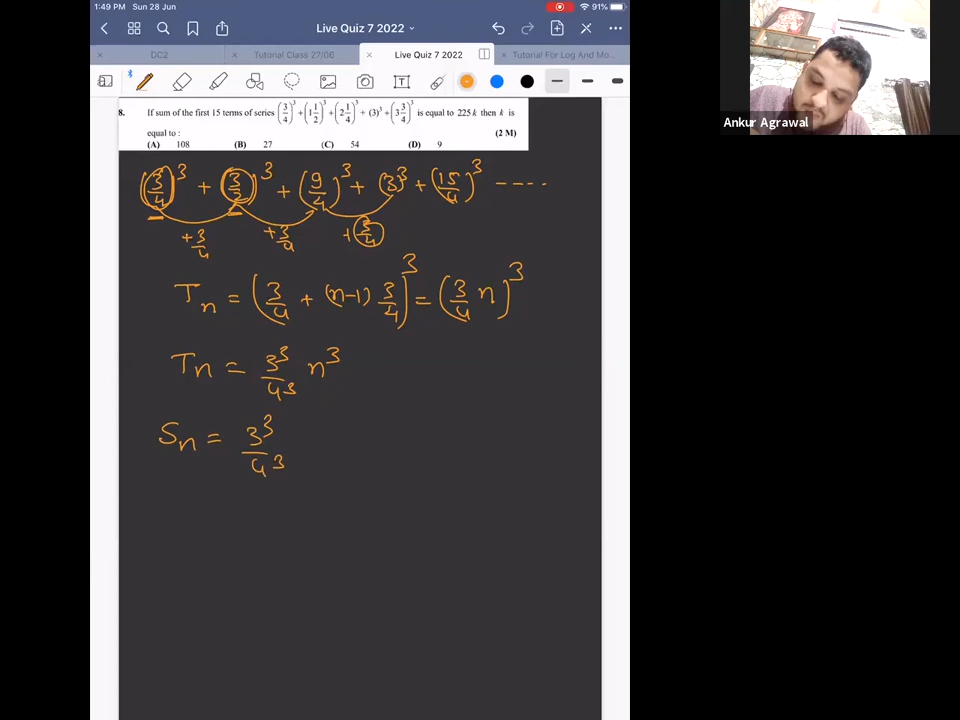 1:49 PM Sun 28 Jun 91%
Live Quiz 7 2022
DC2 Tutorial Class 27/06 Live Quiz 7 2022 Tutorial For Log And Mo...
8. If sum of the first 15 terms of series (3/4)³ + (1 1/2)³ + (2 1/4)³ + (3)³ + (3 3/4)³ is equal to 225 k then k is
equal to : (2 M)
(A) 108 (B) 27 (C) 54 (D) 9
(3/4)³ + (3/2)³ + (9/4)³ + (3)³ + (15/4)³ ----
+3/4 +3/4 +3/4
Tn = (3/4 + (n-1) 3/4)³ = (3/4 n)³
Tn = 3³/4³ n³
Sn = 3³/4³
Ankur Agrawal